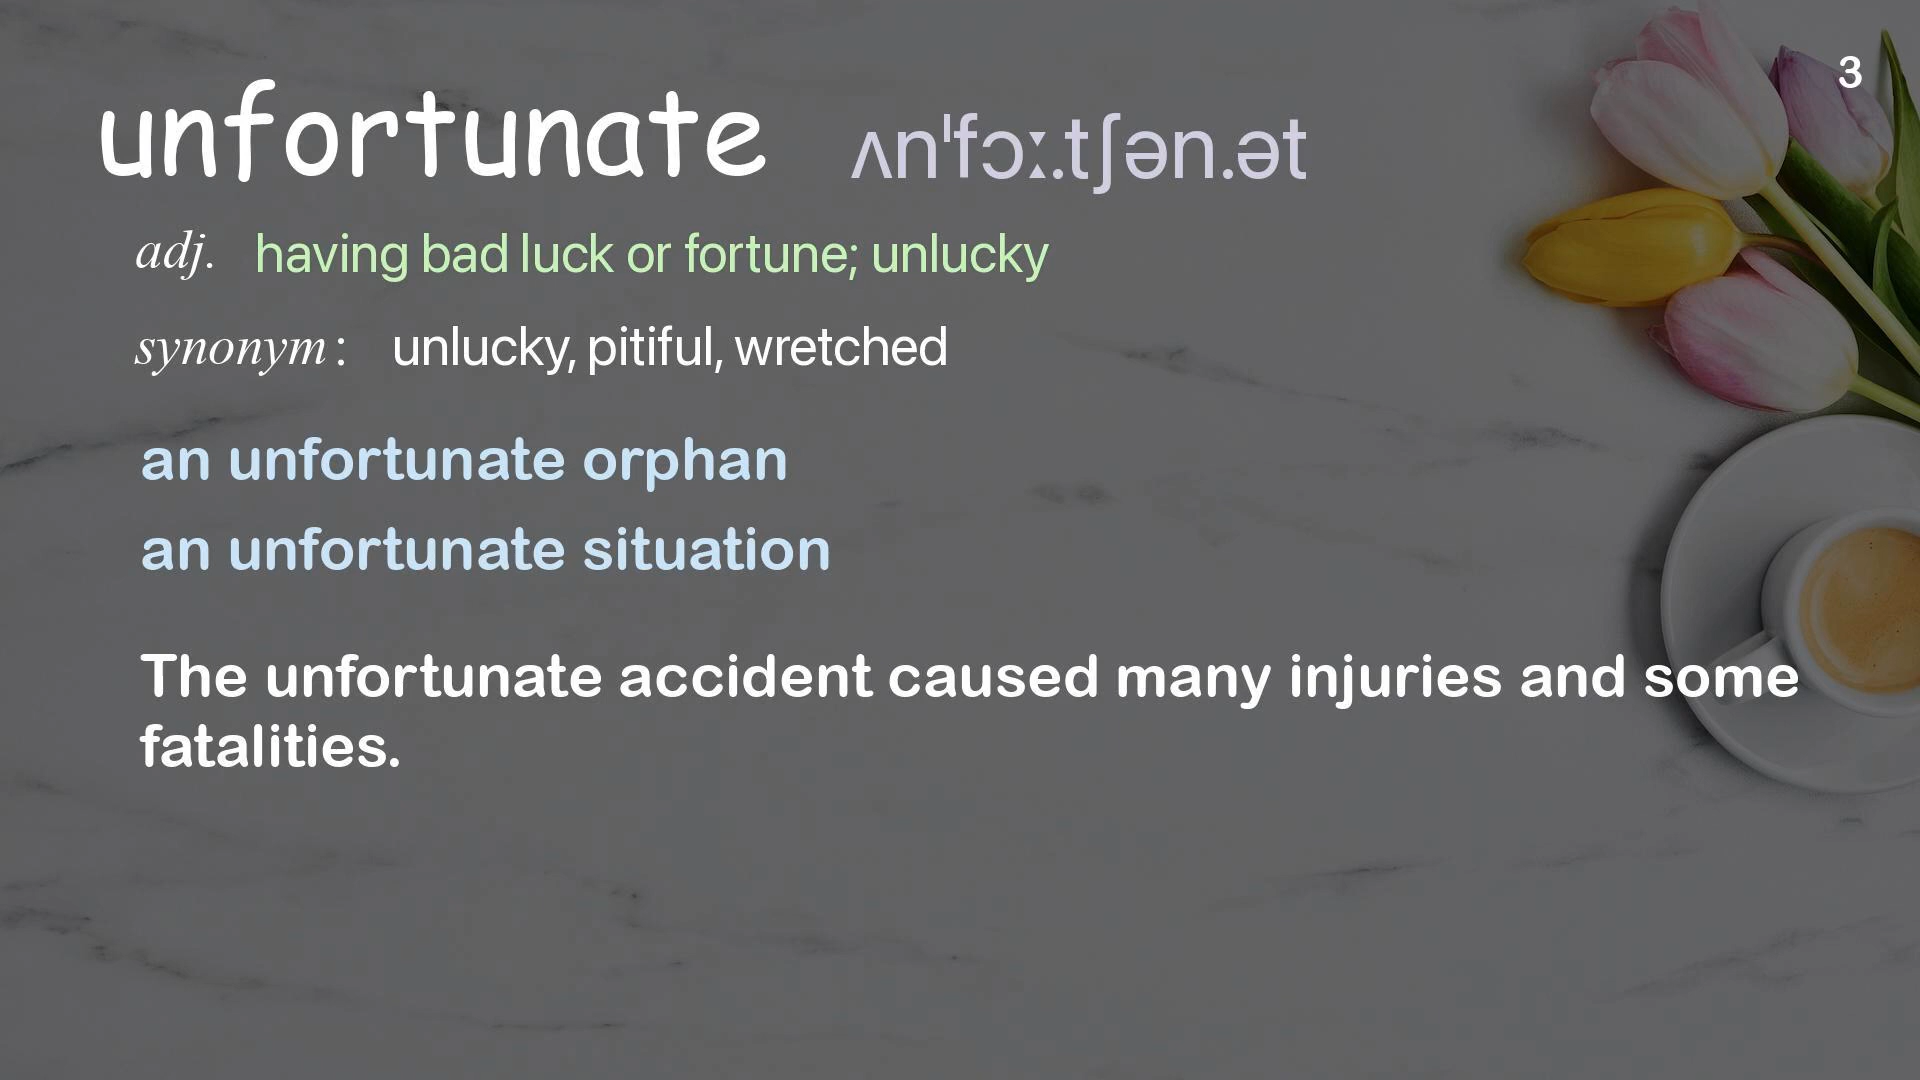 3
unfortunate ʌnˈfɔː.tʃən.ət
adj. having bad luck or fortune; unlucky
synonym: unlucky, pitiful, wretched
an unfortunate orphan
an unfortunate situation
The unfortunate accident caused many injuries and some
fatalities.